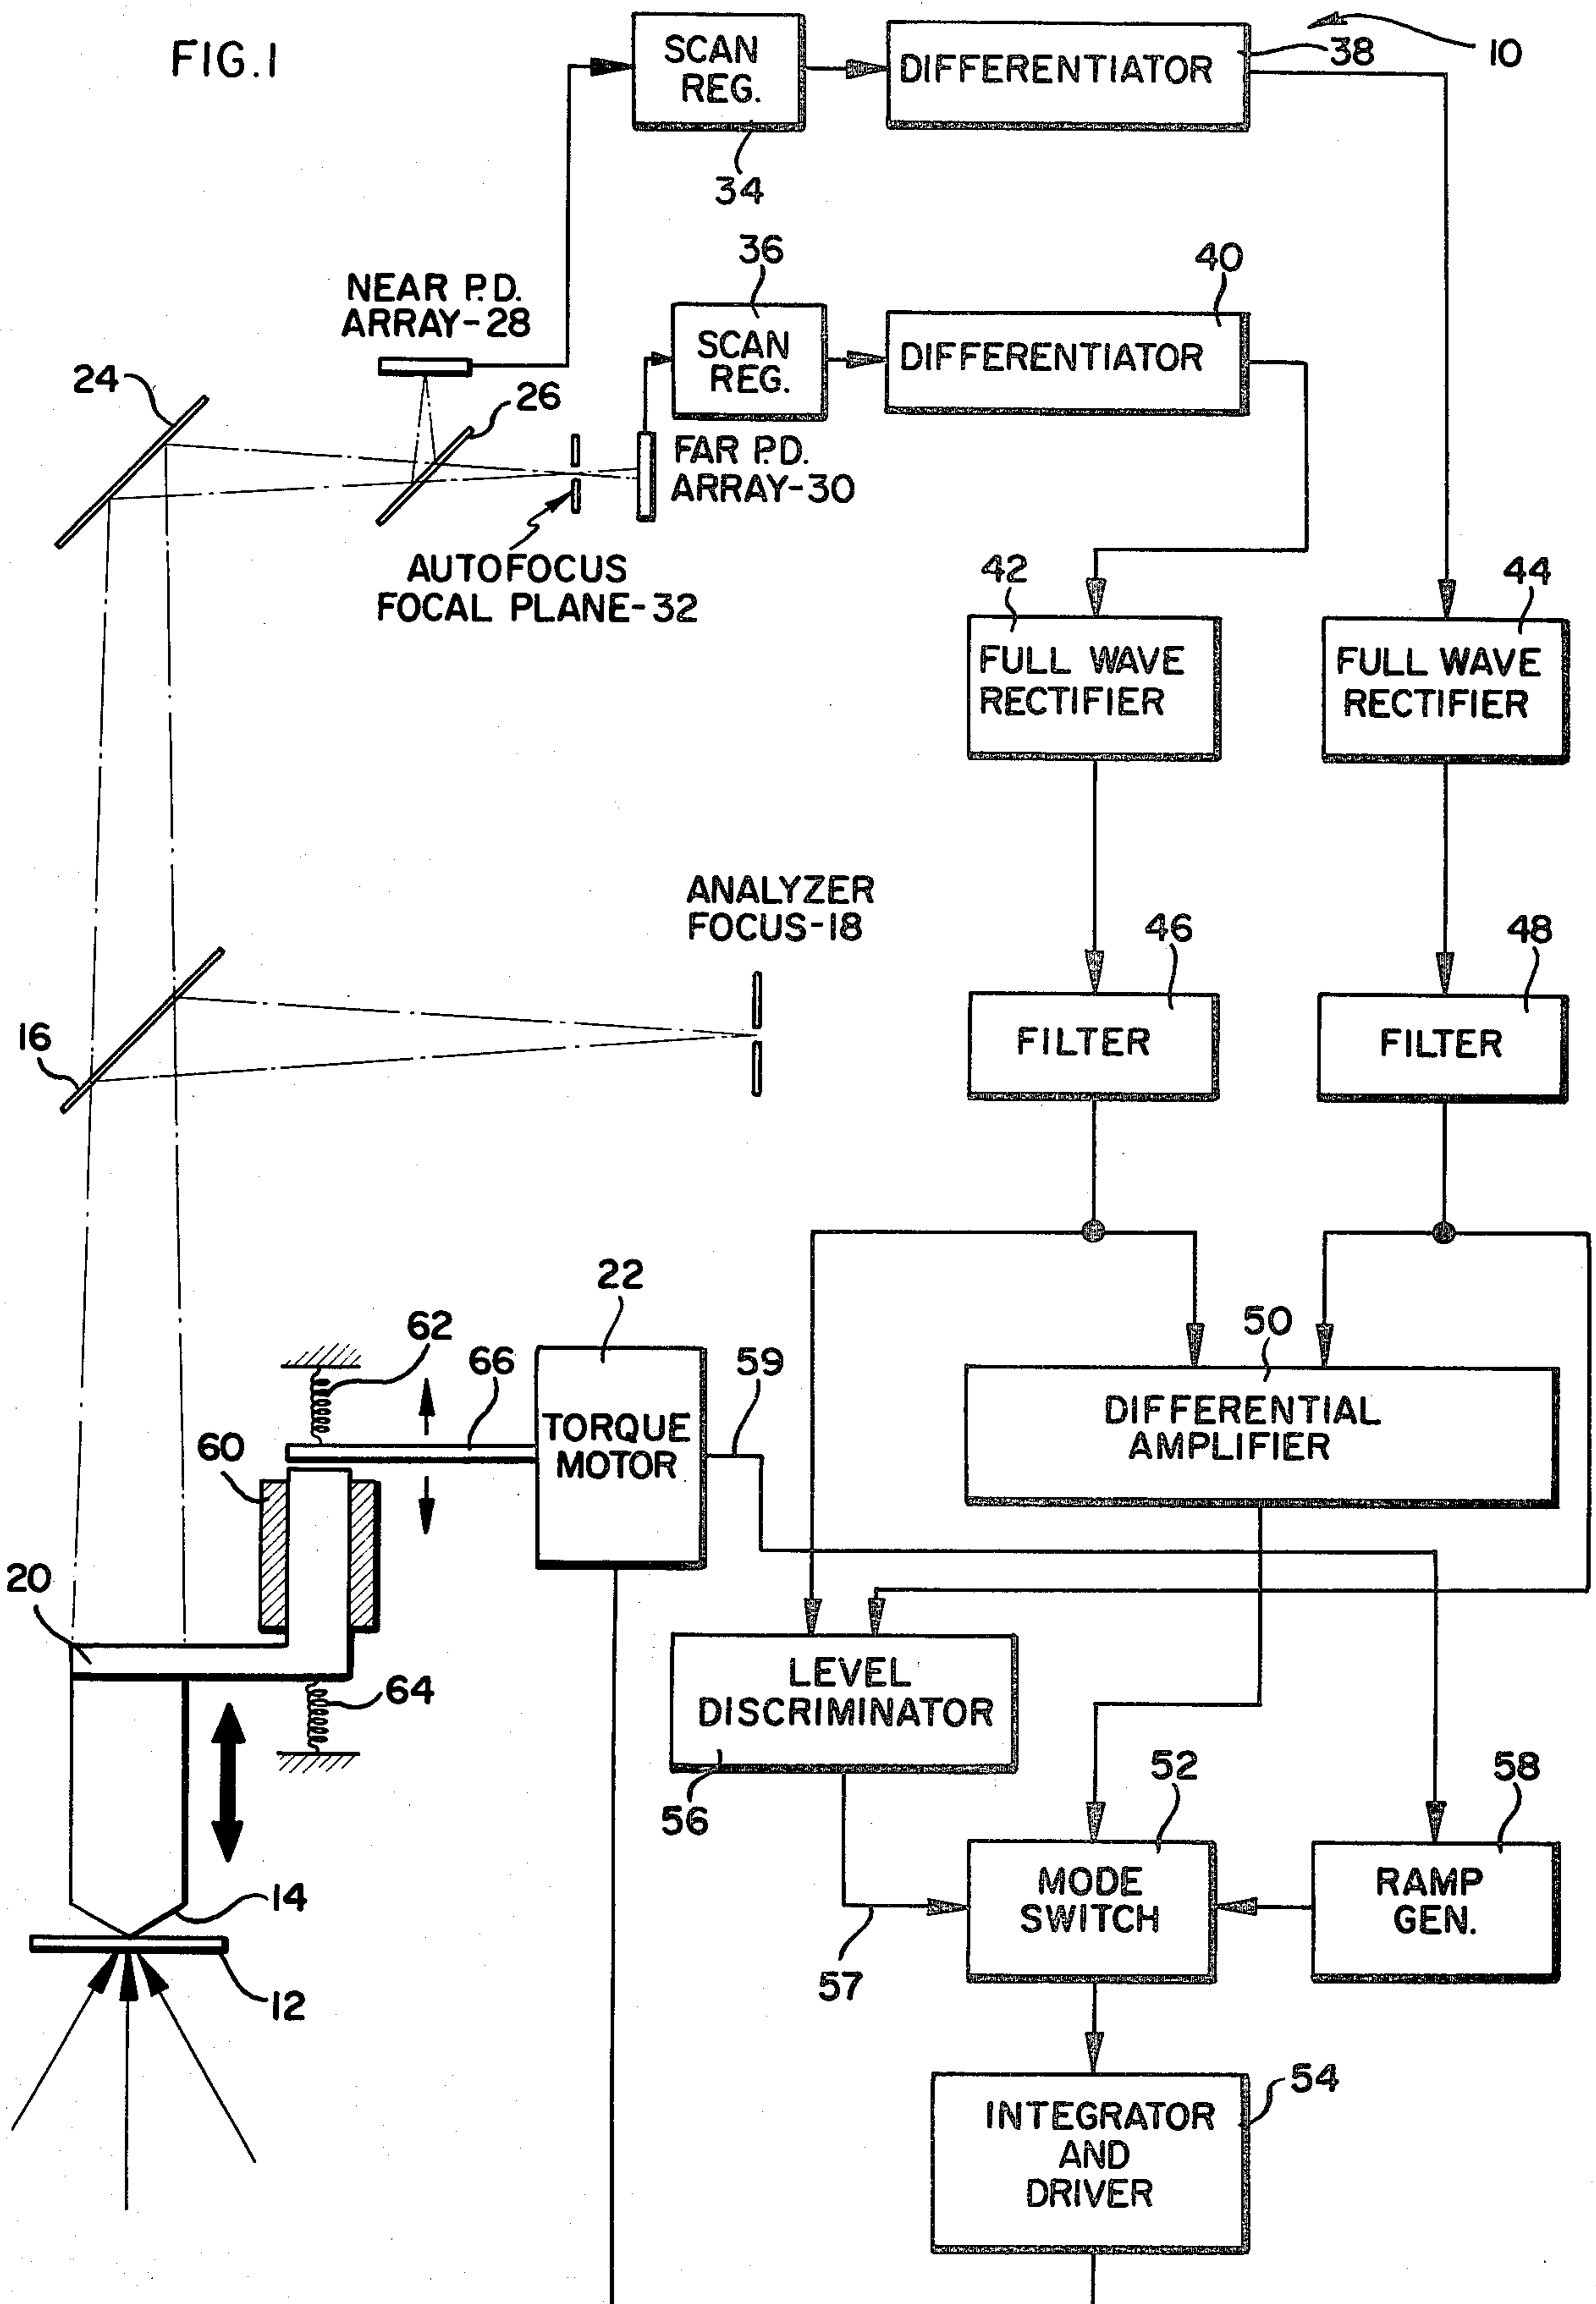 FIG.1
SCAN
REG.
34
DIFFERENTIATOR
38
10
36
SCAN
REG.
40
DIFFERENTIATOR
NEAR P.D.
ARRAY-28
24
26
FAR P.D.
ARRAY-30
AUTOFOCUS
FOCAL PLANE-32
42
FULL WAVE
RECTIFIER
44
FULL WAVE
RECTIFIER
ANALYZER
FOCUS-18
16
46
FILTER
48
FILTER
22
TORQUE
MOTOR
62
66
59
60
50
DIFFERENTIAL
AMPLIFIER
20
64
LEVEL
DISCRIMINATOR
56
52
MODE
SWITCH
58
RAMP
GEN.
14
57
12
54
INTEGRATOR
AND
DRIVER